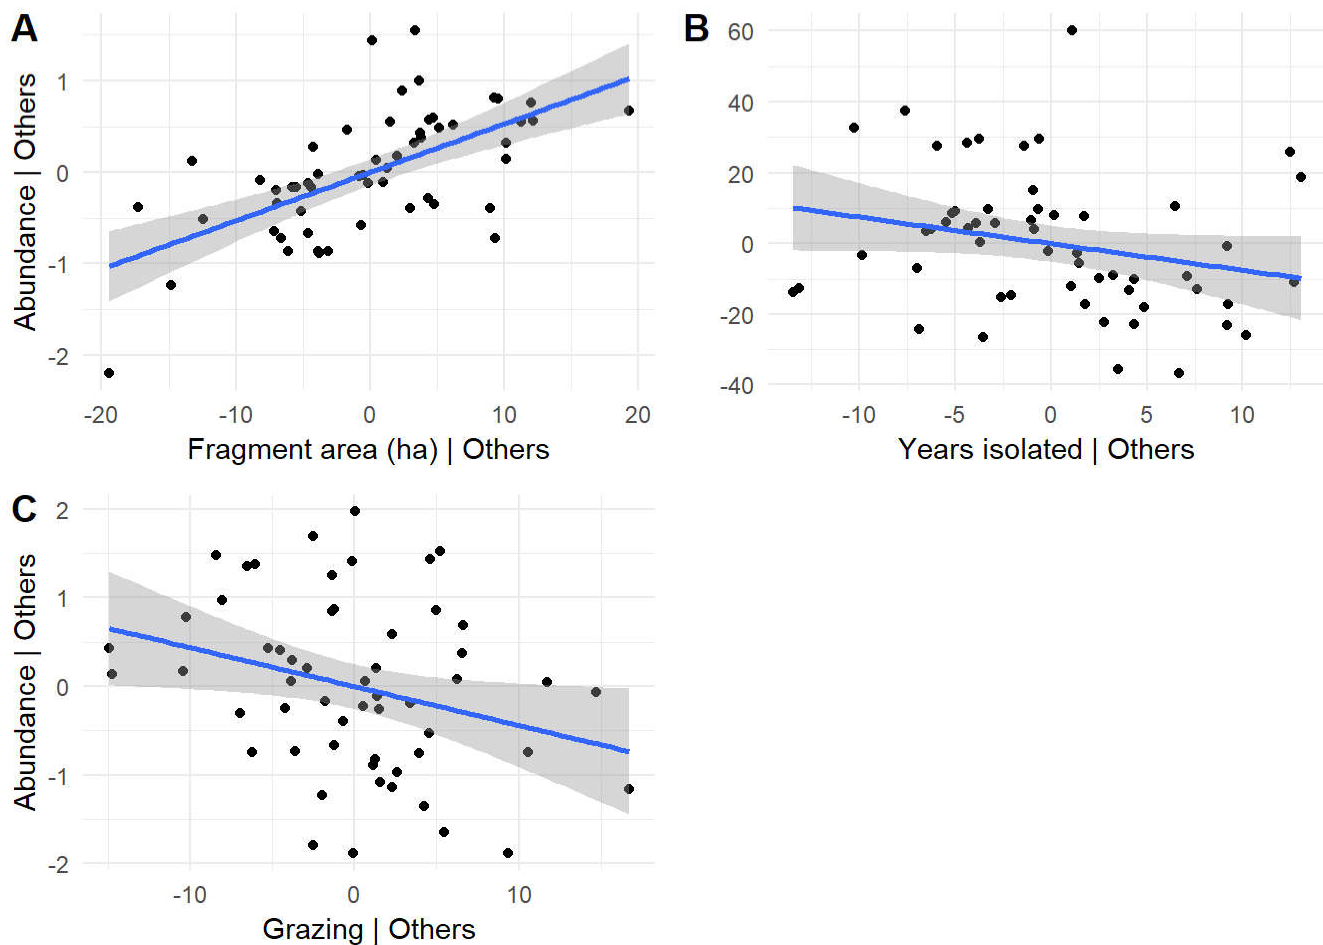 A
Abundance | Others
1
0
-1
-2
-20 -10 0 10 20
Fragment area (ha) | Others
B
60
40
20
0
-20
-40
-10 -5 0 5 10
Years isolated | Others
C
Abundance | Others
2
1
0
-1
-2
-10 0 10
Grazing | Others